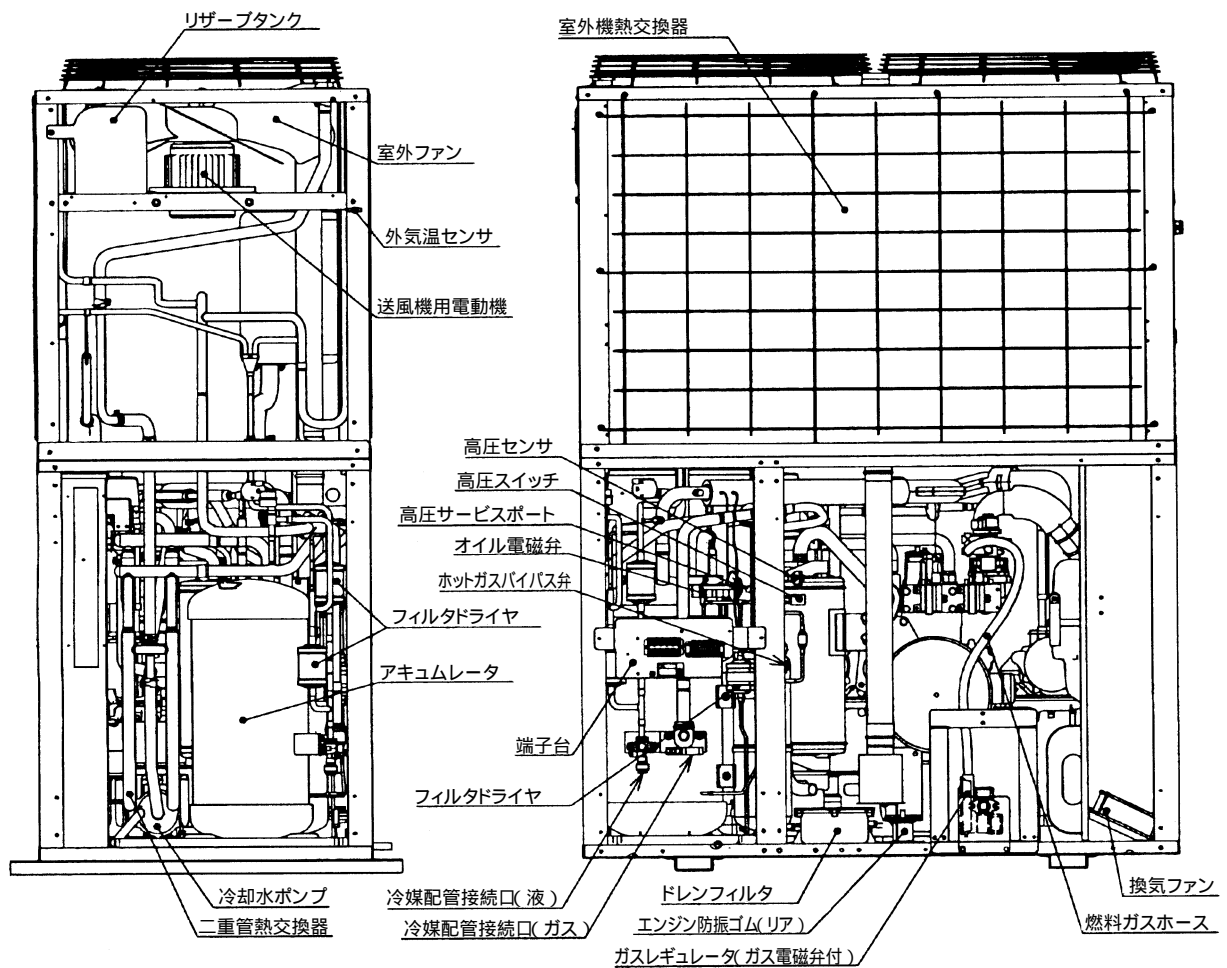 リザーブタンク
室外ファン
外気温センサ
送風機用電動機
フィルタドライヤ
アキュムレータ
冷却水ポンプ
二重管熱交換器
室外機熱交換器
高圧センサ
高圧スイッチ
高圧サービスポート
オイル電磁弁
ホットガスバイパス弁
端子台
フィルタドライヤ
冷媒配管接続口(液)
冷媒配管接続口(ガス)
ドレンフィルタ
エンジン防振ゴム(リア)
ガスレギュレータ(ガス電磁弁付)
換気ファン
燃料ガスホース